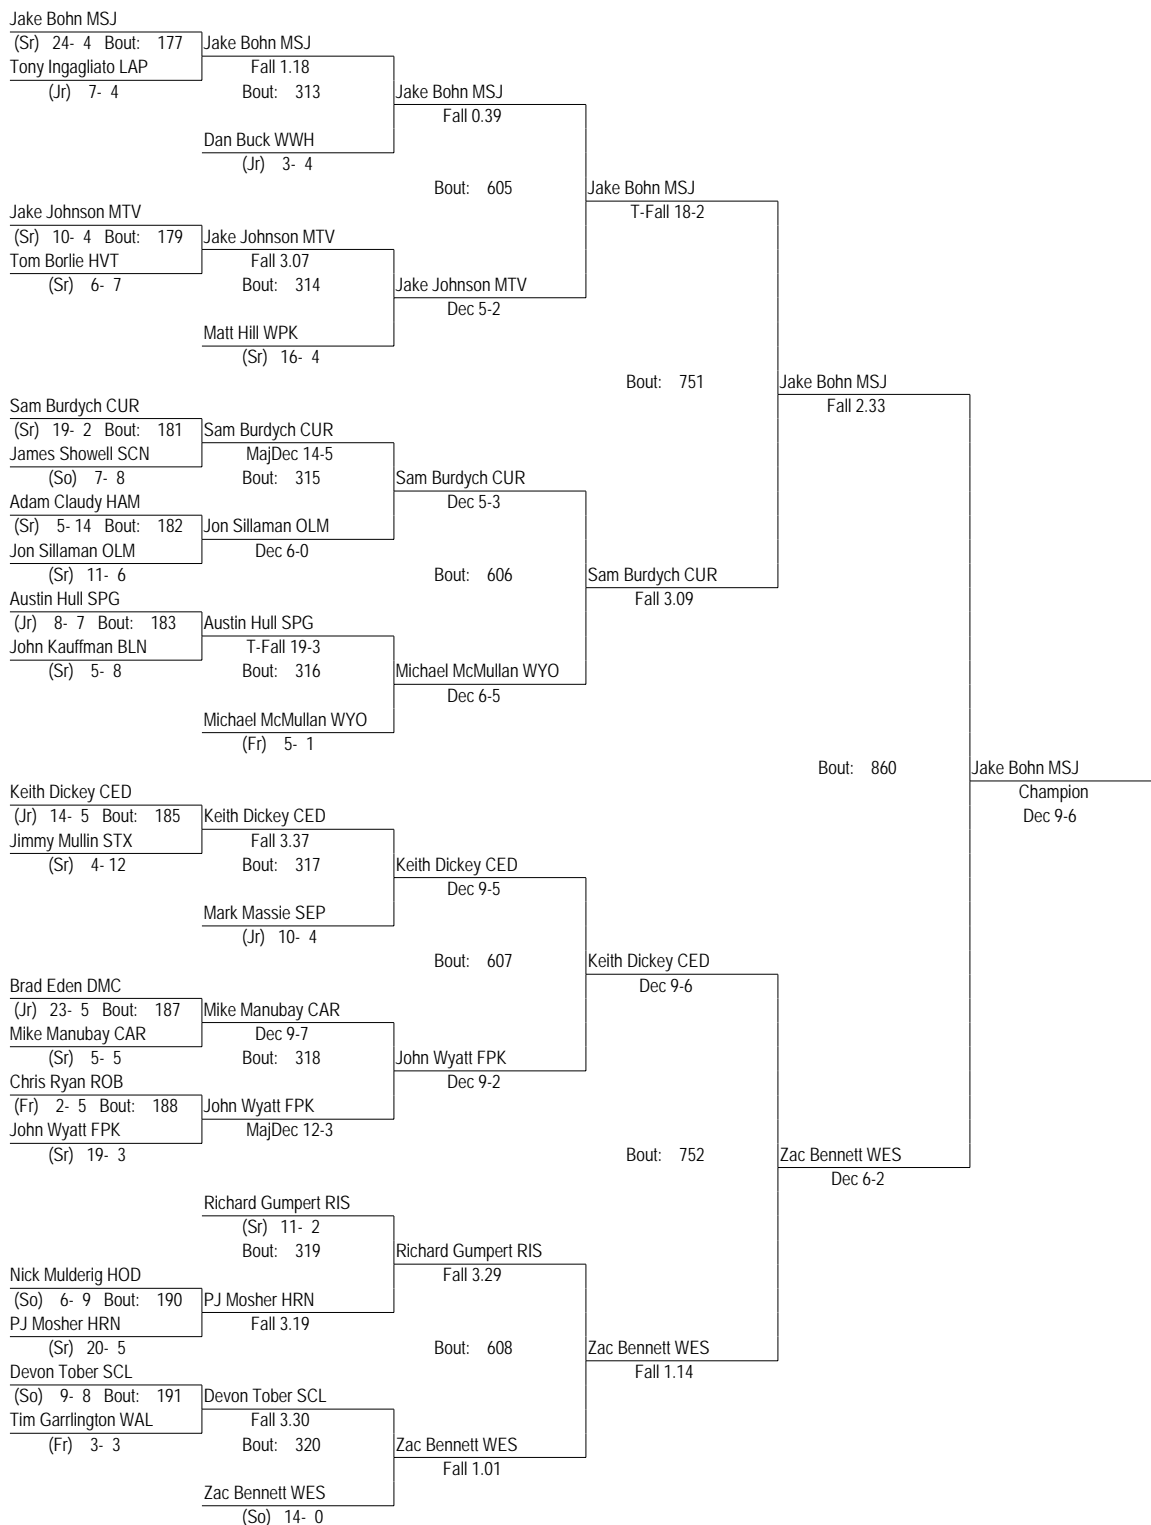 Jake Bohn MSJ
(Sr) 24- 4 Bout: 177 Jake Bohn MSJ
Tony Ingagliato LAP Fall 1.18
(Jr) 7- 4 Bout: 313 Jake Bohn MSJ
Fall 0.39
Dan Buck WWH
(Jr) 3- 4
Bout: 605 Jake Bohn MSJ
Jake Johnson MTV T-Fall 18-2
(Sr) 10- 4 Bout: 179 Jake Johnson MTV
Tom Borlie HVT Fall 3.07
(Sr) 6- 7 Bout: 314 Jake Johnson MTV
Dec 5-2
Matt Hill WPK
(Sr) 16- 4
Bout: 751 Jake Bohn MSJ
Sam Burdych CUR Fall 2.33
(Sr) 19- 2 Bout: 181 Sam Burdych CUR
James Showell SCN MajDec 14-5
(So) 7- 8 Bout: 315 Sam Burdych CUR
Adam Claudy HAM Dec 5-3
(Sr) 5- 14 Bout: 182 Jon Sillaman OLM
Jon Sillaman OLM Dec 6-0
(Sr) 11- 6 Bout: 606 Sam Burdych CUR
Austin Hull SPG Fall 3.09
(Jr) 8- 7 Bout: 183 Austin Hull SPG
John Kauffman BLN T-Fall 19-3
(Sr) 5- 8 Bout: 316 Michael McMullan WYO
Dec 6-5
Michael McMullan WYO
(Fr) 5- 1
Bout: 860 Jake Bohn MSJ
Keith Dickey CED Champion
(Jr) 14- 5 Bout: 185 Keith Dickey CED Dec 9-6
Jimmy Mullin STX Fall 3.37
(Sr) 4- 12 Bout: 317 Keith Dickey CED
Dec 9-5
Mark Massie SEP
(Jr) 10- 4
Bout: 607 Keith Dickey CED
Brad Eden DMC Dec 9-6
(Jr) 23- 5 Bout: 187 Mike Manubay CAR
Mike Manubay CAR Dec 9-7
(Sr) 5- 5 Bout: 318 John Wyatt FPK
Chris Ryan ROB Dec 9-2
(Fr) 2- 5 Bout: 188 John Wyatt FPK
John Wyatt FPK MajDec 12-3
(Sr) 19- 3 Bout: 752 Zac Bennett WES
Dec 6-2
Richard Gumpert RIS
(Sr) 11- 2
Bout: 319 Richard Gumpert RIS
Nick Mulderig HOD Fall 3.29
(So) 6- 9 Bout: 190 PJ Mosher HRN
PJ Mosher HRN Fall 3.19
(Sr) 20- 5 Bout: 608 Zac Bennett WES
Devon Tober SCL Fall 1.14
(So) 9- 8 Bout: 191 Devon Tober SCL
Tim Garrlington WAL Fall 3.30
(Fr) 3- 3 Bout: 320 Zac Bennett WES
Fall 1.01
Zac Bennett WES
(So) 14- 0